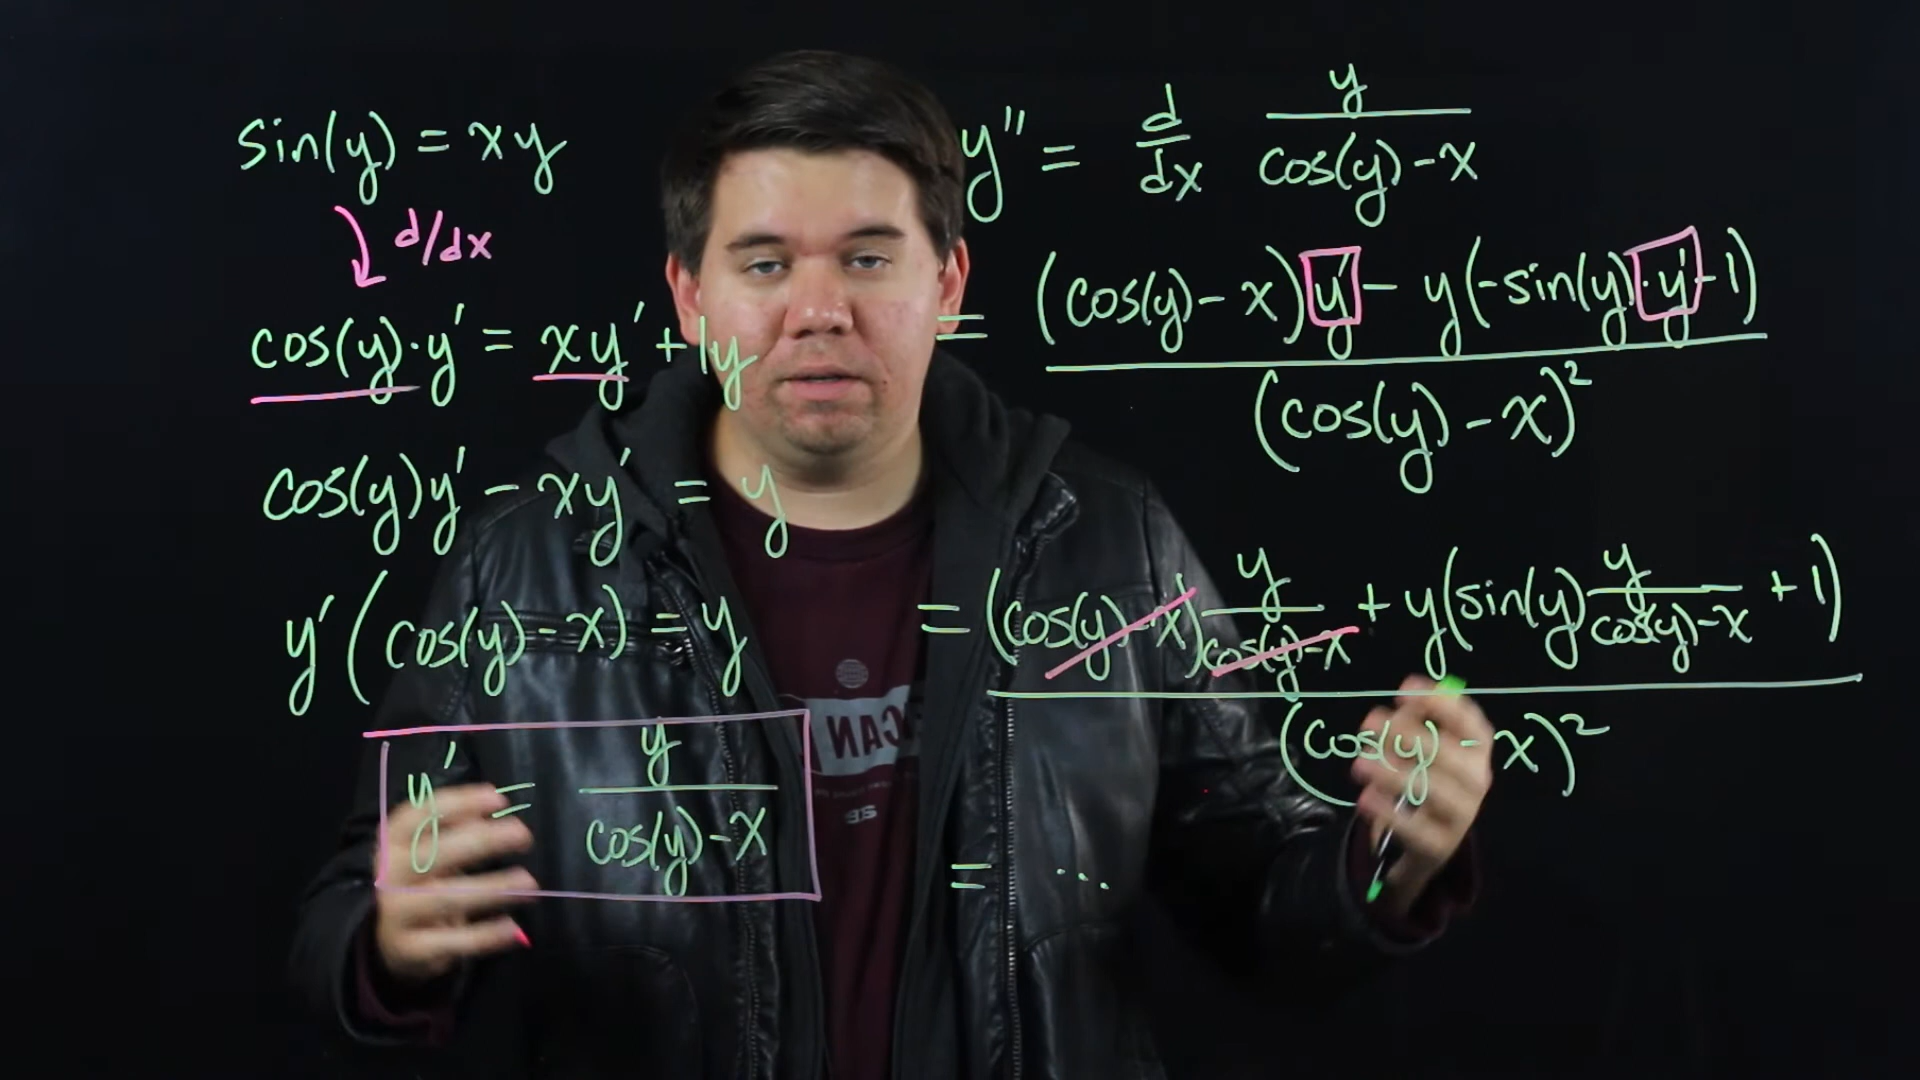 sin(y) = xy
d/dx
cos(y)·y' = xy' + 1y
cos(y)y' - xy' = y
y'(cos(y) - x) = y
y' = y / (cos(y) - x)
y'' = d/dx y / (cos(y) - x)
= ((cos(y) - x)y' - y(-sin(y)·y' - 1)) / (cos(y) - x)²
= ((cos(y) - x) y/(cos(y) - x) + y(sin(y) y/(cos(y) - x) + 1)) / (cos(y) - x)²
= ...